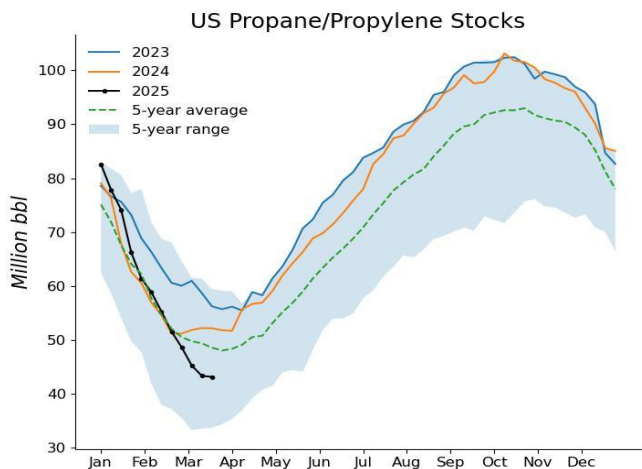 US Propane/Propylene Stocks
2023
2024
2025
5-year average
5-year range
Million bbl
100
90
80
70
60
50
40
30
Jan Feb Mar Apr May Jun Jul Aug Sep Oct Nov Dec